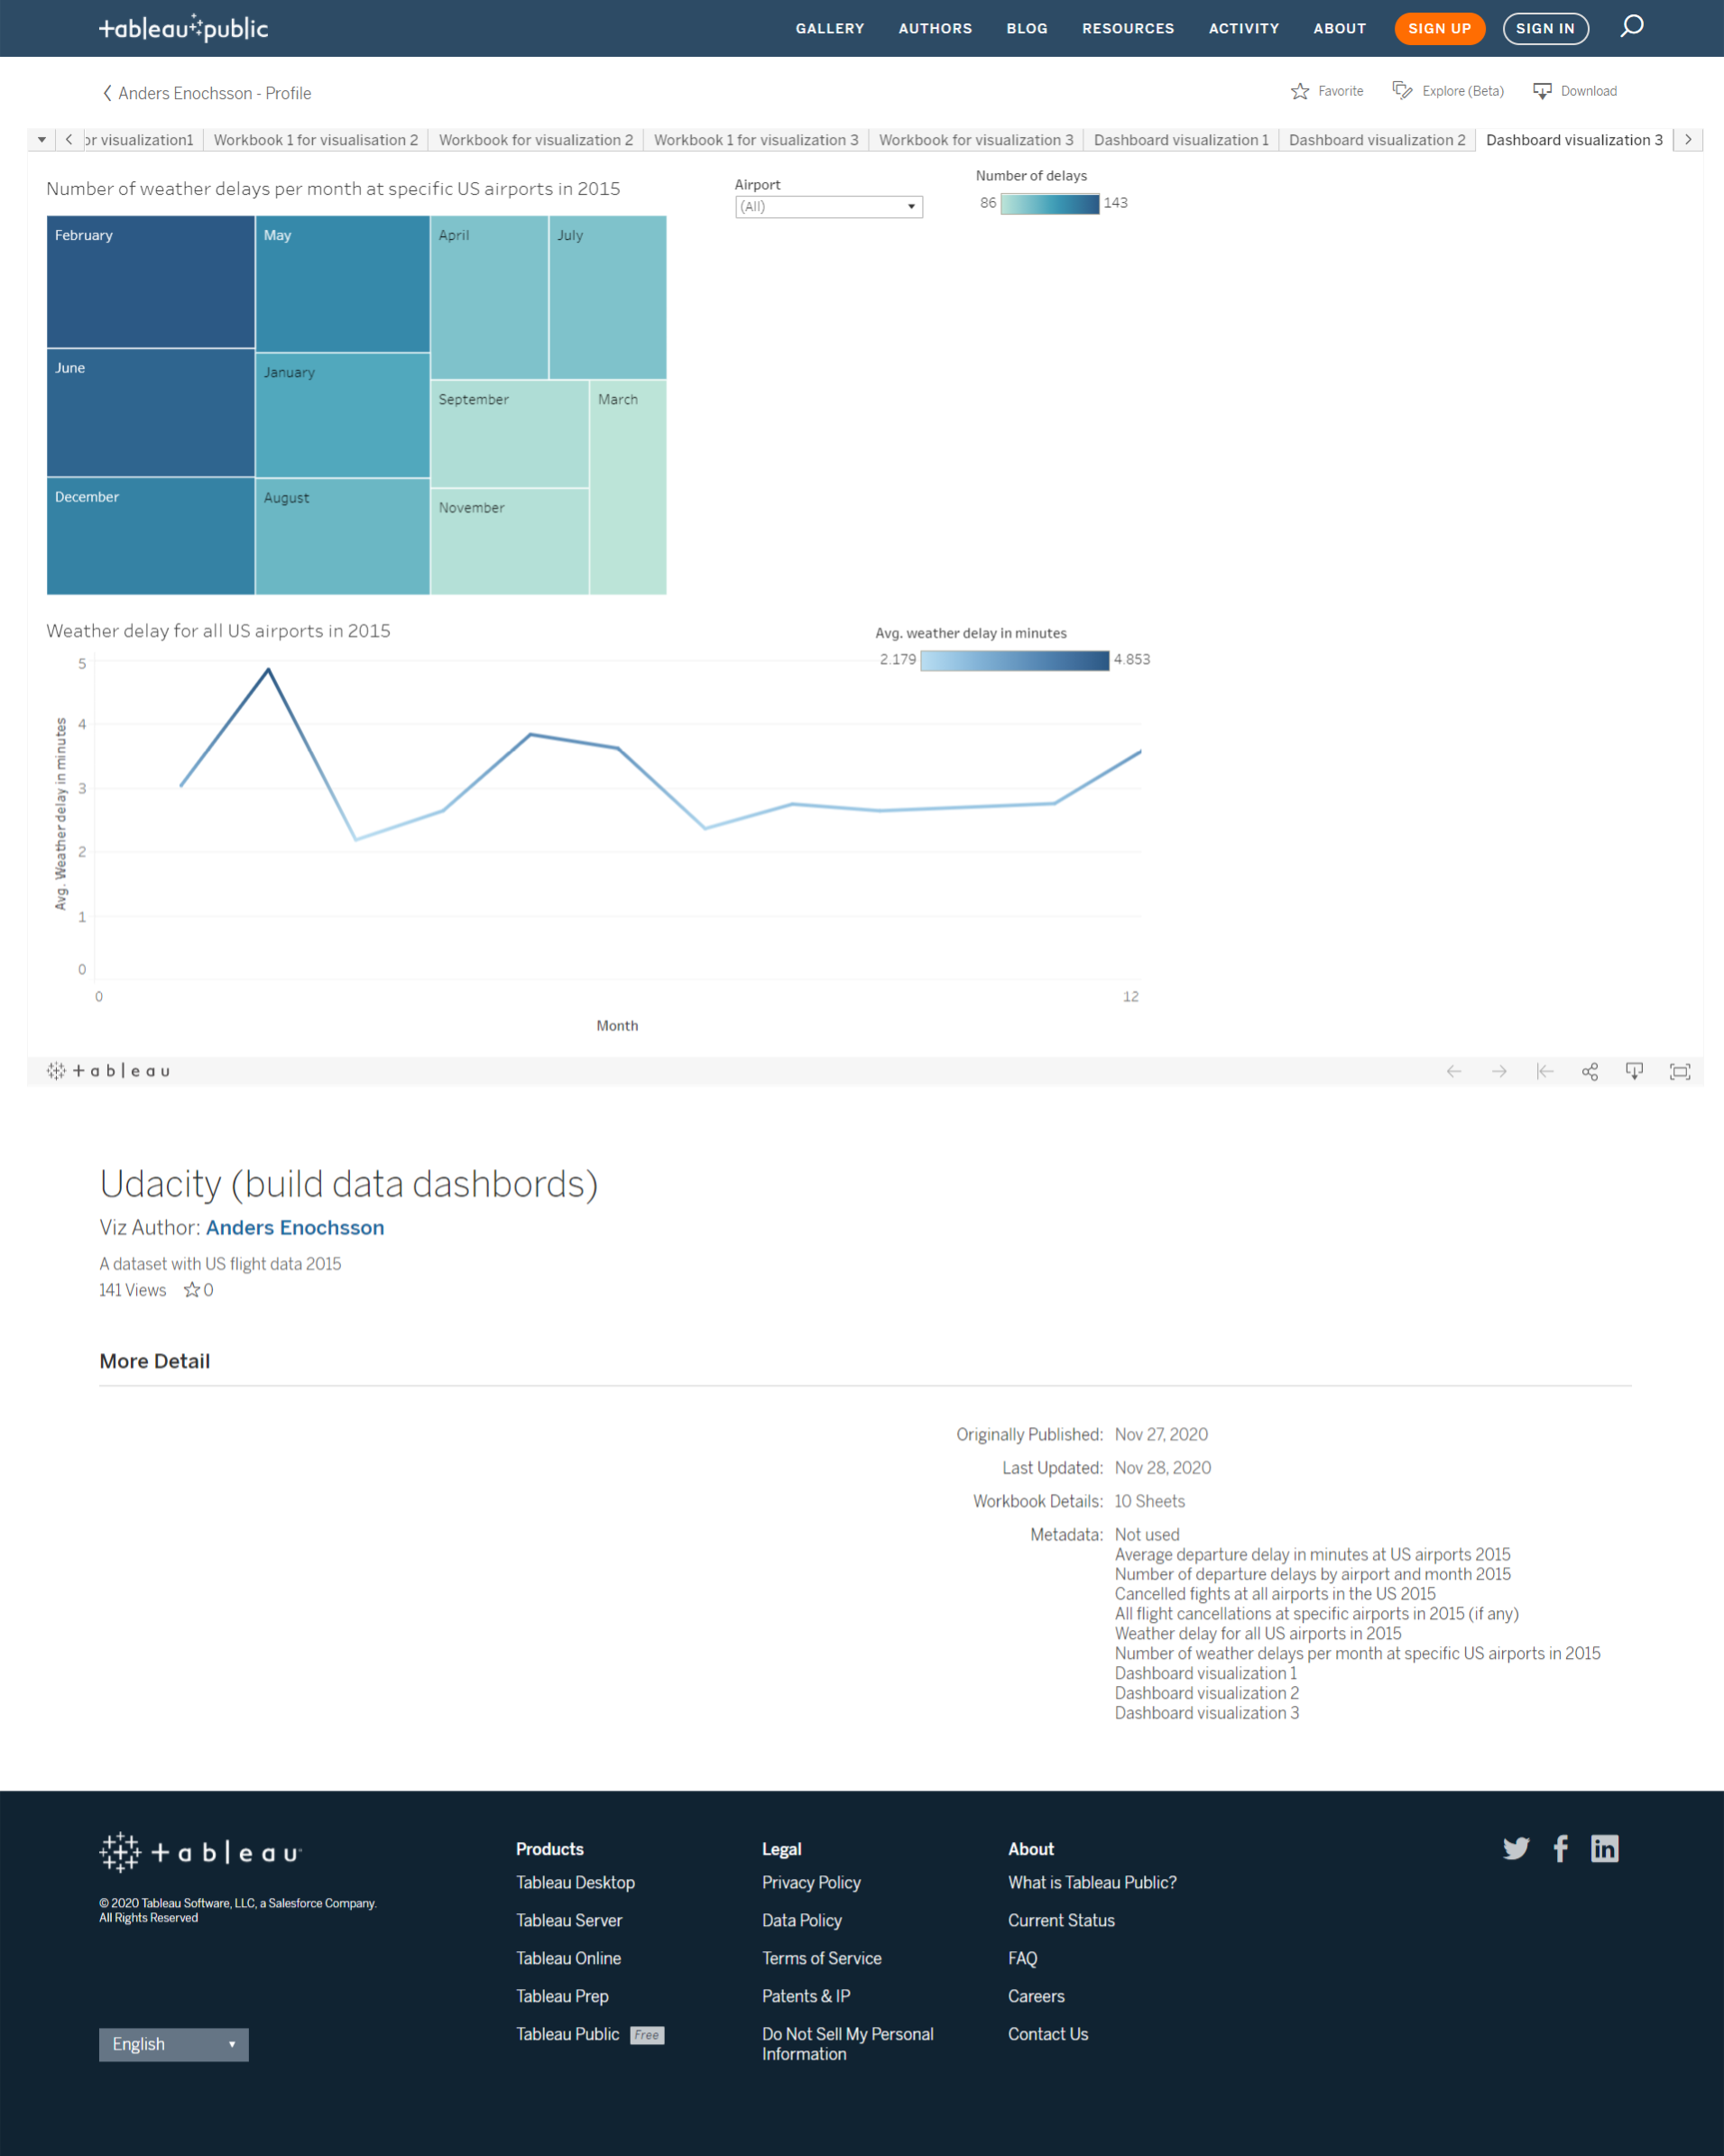 +ableau public
GALLERY AUTHORS BLOG RESOURCES ACTIVITY ABOUT SIGN UP SIGN IN
Anders Enochsson - Profile
Favorite Explore (Beta) Download
or visualization1 Workbook 1 for visualisation 2 Workbook for visualization 2 Workbook 1 for visualization 3 Workbook for visualization 3 Dashboard visualization 1 Dashboard visualization 2 Dashboard visualization 3
Number of weather delays per month at specific US airports in 2015
Airport
(All)
Number of delays
86 143
February
May
April
July
June
January
September
March
December
August
November
Weather delay for all US airports in 2015
Avg. weather delay in minutes
2.179 4.853
Avg. Weather delay in minutes
5
4
3
2
1
0
0 12
Month
+ableau
Udacity (build data dashbords)
Viz Author: Anders Enochsson
A dataset with US flight data 2015
141 Views 0
More Detail
Originally Published: Nov 27, 2020
Last Updated: Nov 28, 2020
Workbook Details: 10 Sheets
Metadata: Not used
Average departure delay in minutes at US airports 2015
Number of departure delays by airport and month 2015
Cancelled fights at all airports in the US 2015
All flight cancellations at specific airports in 2015 (if any)
Weather delay for all US airports in 2015
Number of weather delays per month at specific US airports in 2015
Dashboard visualization 1
Dashboard visualization 2
Dashboard visualization 3
+ableau
© 2020 Tableau Software, LLC, a Salesforce Company.
All Rights Reserved
English
Products
Tableau Desktop
Tableau Server
Tableau Online
Tableau Prep
Tableau Public Free
Legal
Privacy Policy
Data Policy
Terms of Service
Patents & IP
Do Not Sell My Personal
Information
About
What is Tableau Public?
Current Status
FAQ
Careers
Contact Us